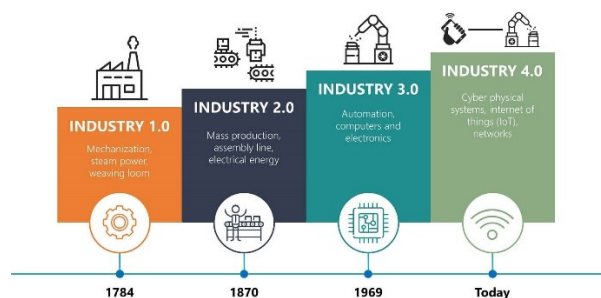 INDUSTRY 1.0
Mechanization,
steam power,
weaving loom
INDUSTRY 2.0
Mass production,
assembly line,
electrical energy
INDUSTRY 3.0
Automation,
computers and
electronics
INDUSTRY 4.0
Cyber physical
systems, internet of
things (IoT),
networks
1784
1870
1969
Today